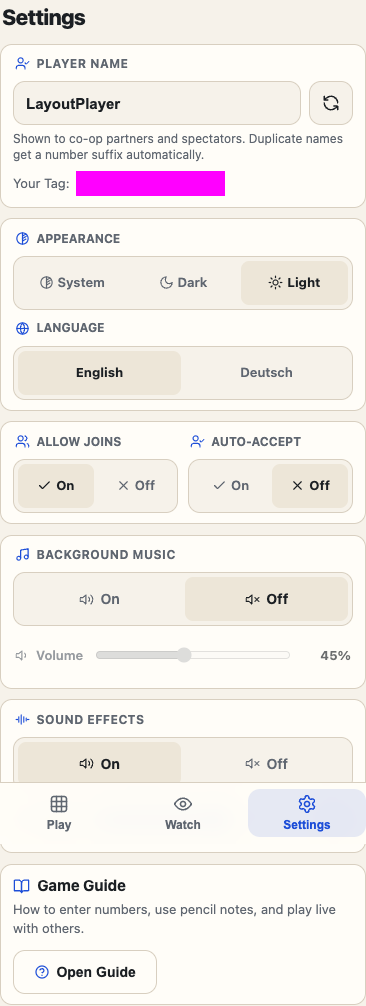 Settings
PLAYER NAME
LayoutPlayer
Shown to co-op partners and spectators. Duplicate names
get a number suffix automatically.
Your Tag:
APPEARANCE
System Dark Light
LANGUAGE
English Deutsch
ALLOW JOINS AUTO-ACCEPT
On Off On Off
BACKGROUND MUSIC
On Off
Volume 45%
SOUND EFFECTS
On Off
Play Watch Settings
Game Guide
How to enter numbers, use pencil notes, and play live
with others.
Open Guide